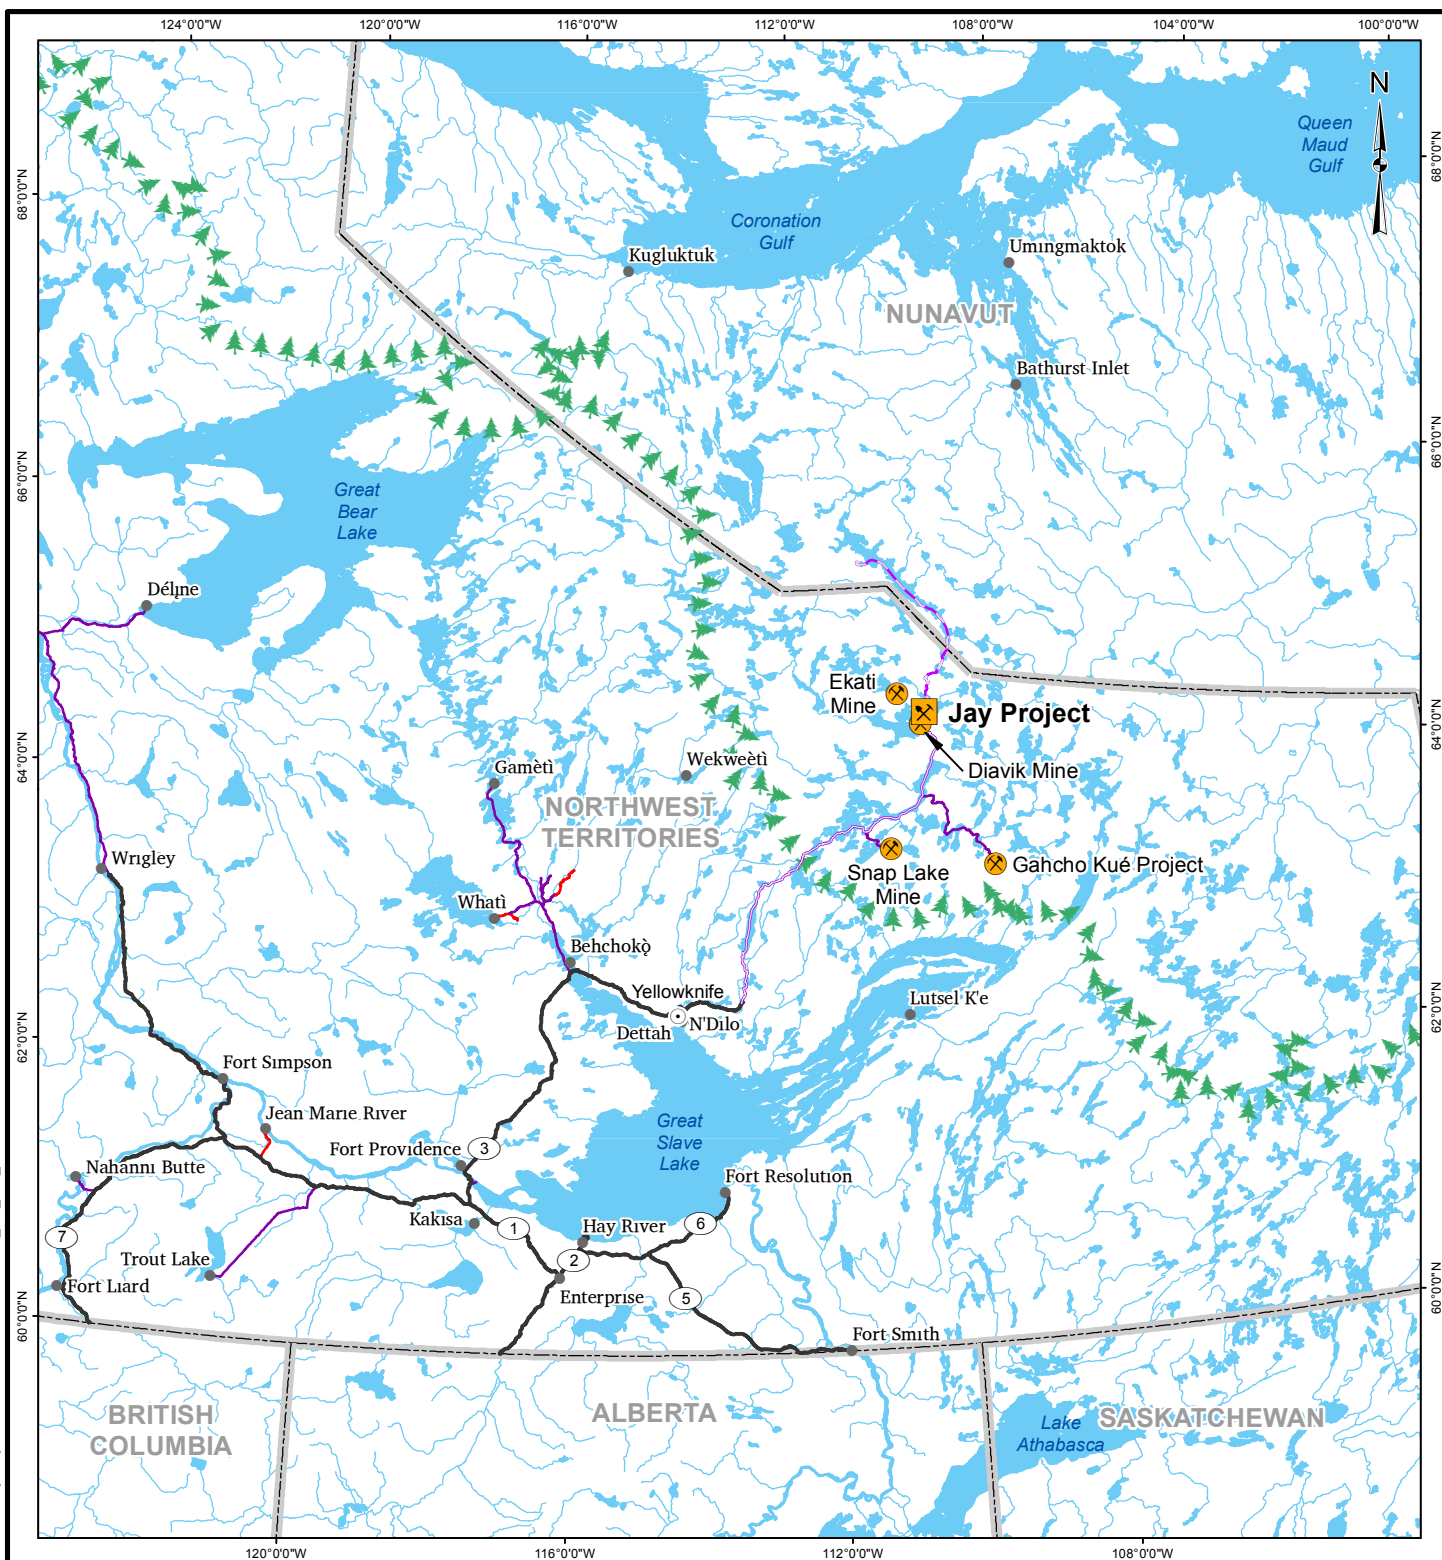 124°0'0"W
120°0'0"W
116°0'0"W
112°0'0"W
108°0'0"W
104°0'0"W
100°0'0"W
N
Queen
Maud
Gulf
68°0'0"N
68°0'0"N
Coronation
Gulf
Umingmaktok
Kugluktuk
NUNAVUT
Bathurst Inlet
66°0'0"N
66°0'0"N
Great
Bear
Lake
Délįne
Ekati
Mine
Jay Project
64°0'0"N
64°0'0"N
Wekweètì
Diavik Mine
Gamètì
NORTHWEST
TERRITORIES
Wrigley
Snap Lake
Mine
Gahcho Kué Project
Whatì
Behchokǫ̀
Yellowknife
Lutsel K'e
Dettah
N'Dilo
62°0'0"N
62°0'0"N
Fort Simpson
Jean Marie River
Great
Slave
Lake
Fort Providence
3
Nahanni Butte
Fort Resolution
Kakisa
1
Hay River
6
7
2
Trout Lake
Fort Liard
Enterprise
5
60°0'0"N
60°0'0"N
Fort Smith
BRITISH
COLUMBIA
ALBERTA
Lake
Athabasca
SASKATCHEWAN
120°0'0"W
116°0'0"W
112°0'0"W
108°0'0"W